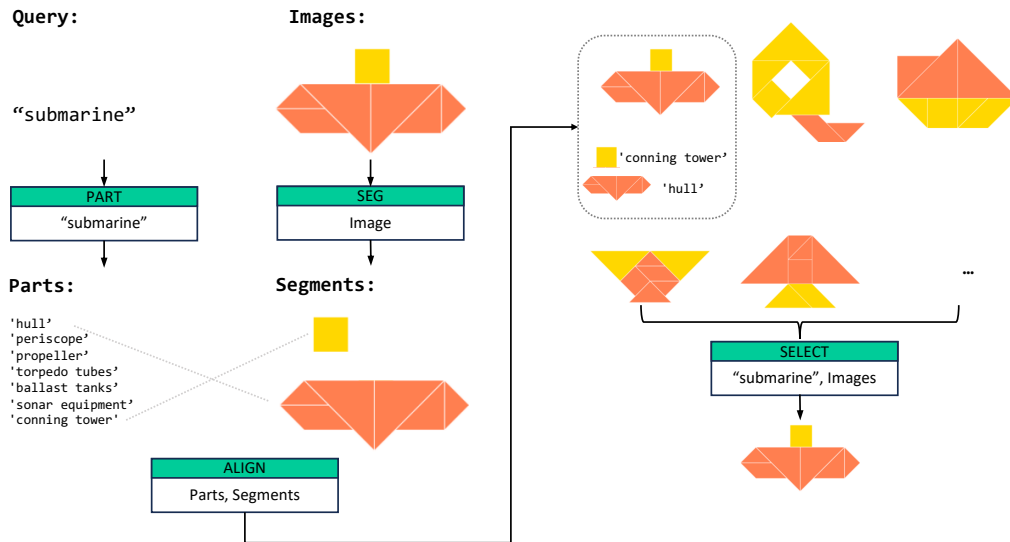 Query:
Images:
“submarine”
PART
“submarine”
SEG
Image
Parts:
Segments:
'hull’
'periscope’
'propeller’
'torpedo tubes’
'ballast tanks’
'sonar equipment’
'conning tower'
ALIGN
Parts, Segments
'conning tower’
'hull’
…
SELECT
“submarine”, Images